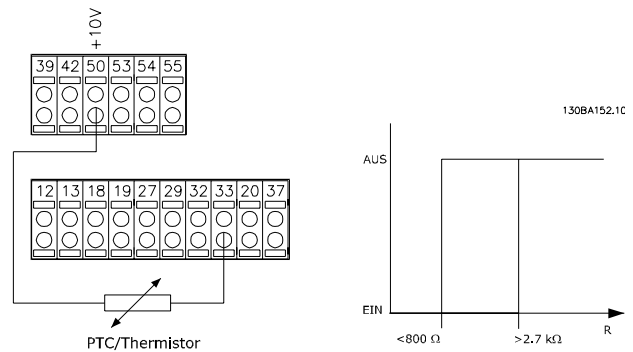 +10V
39 42 50 53 54 55
12 13 18 19 27 29 32 33 20 37
PTC/Thermistor
130BA152.10
AUS
EIN
R
<800 Ω
>2.7 kΩ